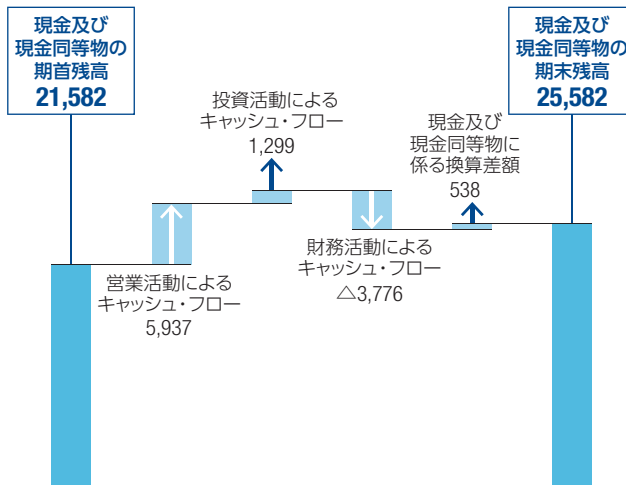 現金及び
現金同等物の
期首残高
21,582
営業活動による
キャッシュ・フロー
5,937
投資活動による
キャッシュ・フロー
1,299
財務活動による
キャッシュ・フロー
△3,776
現金及び
現金同等物に
係る換算差額
538
現金及び
現金同等物の
期末残高
25,582